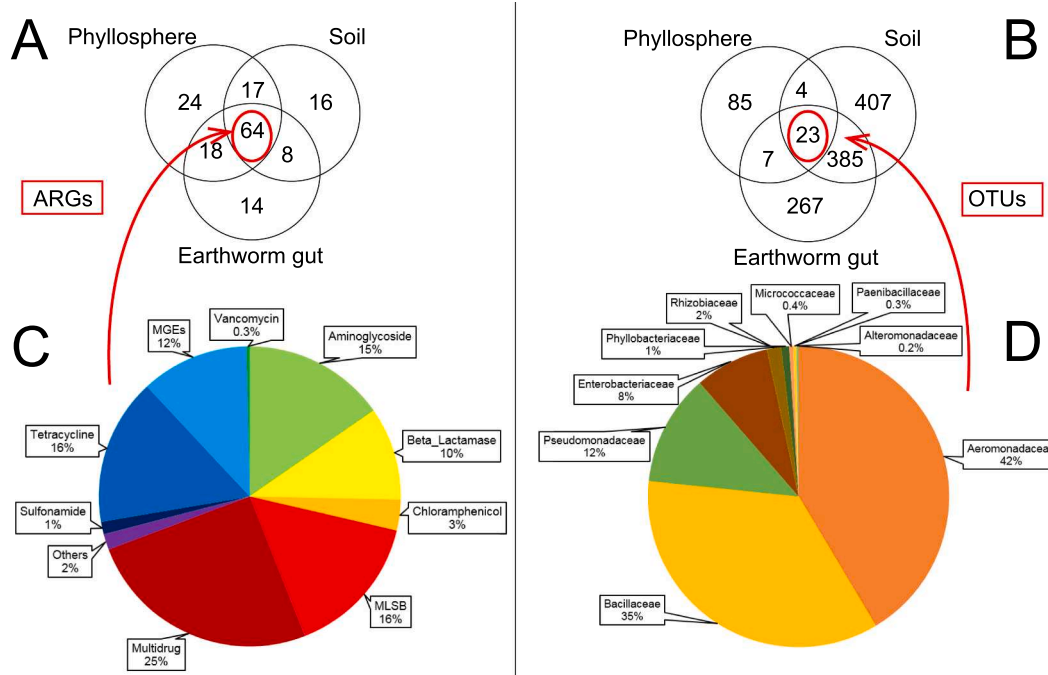 A
Phyllosphere
Soil
24
17
16
64
18
8
14
Earthworm gut
ARGs
B
Phyllosphere
Soil
85
4
407
23
7
385
267
Earthworm gut
OTUs
C
Vancomycin
0.3%
MGEs
12%
Aminoglycoside
15%
Tetracycline
16%
Beta_Lactamase
10%
Sulfonamide
1%
Chloramphenicol
3%
Others
2%
MLSB
16%
Multidrug
25%
D
Micrococcaceae
0.4%
Paenibacillaceae
0.3%
Rhizobiaceae
2%
Phyllobacteriaceae
1%
Alteromonadaceae
0.2%
Enterobacteriaceae
8%
Pseudomonadaceae
12%
Aeromonadaceae
42%
Bacillaceae
35%